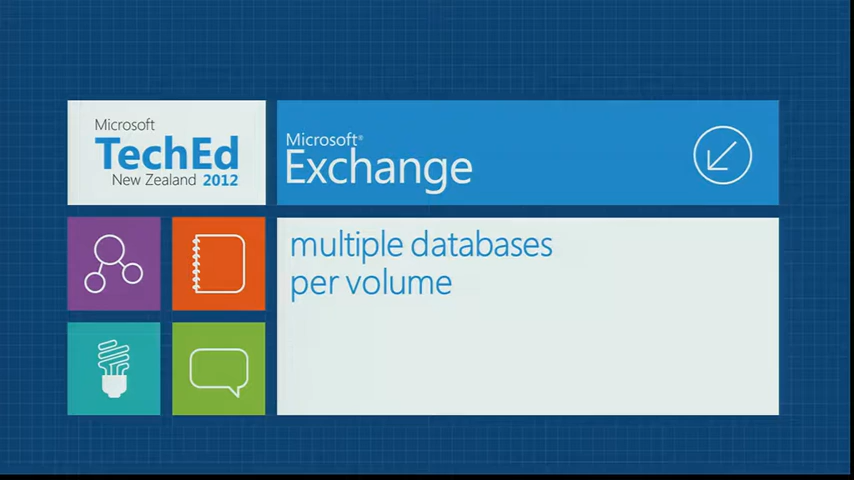 Microsoft
TechEd
New Zealand 2012
Microsoft®
Exchange
multiple databases
per volume